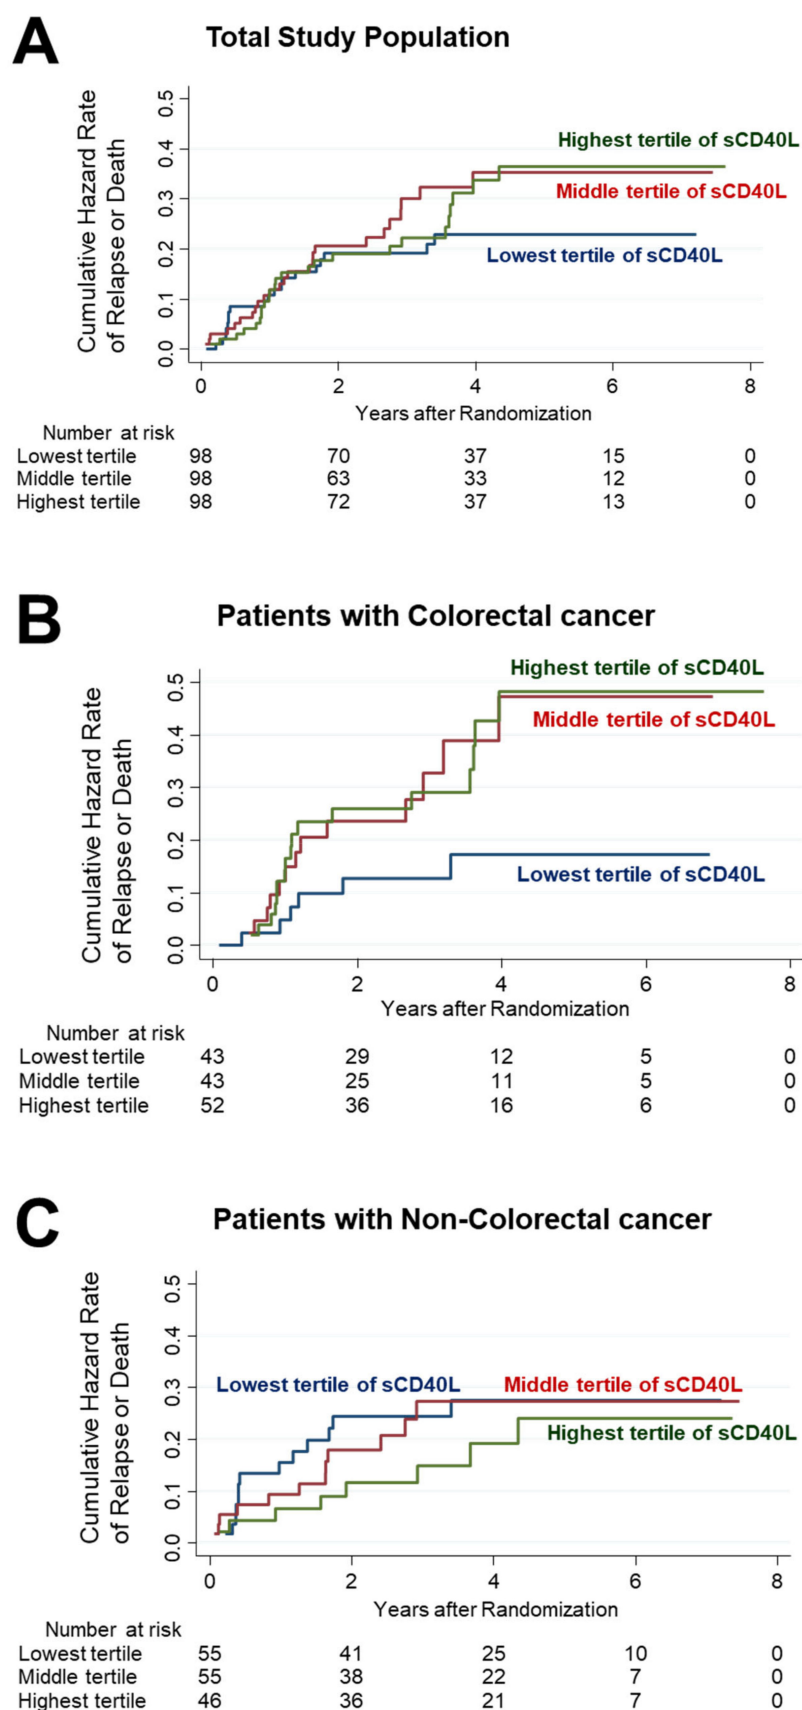 A
Total Study Population
Cumulative Hazard Rate
of Relapse or Death
0.5
0.4
0.3
0.2
0.1
0.0
Highest tertile of sCD40L
Middle tertile of sCD40L
Lowest tertile of sCD40L
0 2 4 6 8
Years after Randomization
Number at risk
Lowest tertile 98 70 37 15 0
Middle tertile 98 63 33 12 0
Highest tertile 98 72 37 13 0
B
Patients with Colorectal cancer
Cumulative Hazard Rate
of Relapse or Death
0.5
0.4
0.3
0.2
0.1
0.0
Highest tertile of sCD40L
Middle tertile of sCD40L
Lowest tertile of sCD40L
0 2 4 6 8
Years after Randomization
Number at risk
Lowest tertile 43 29 12 5 0
Middle tertile 43 25 11 5 0
Highest tertile 52 36 16 6 0
C
Patients with Non-Colorectal cancer
Cumulative Hazard Rate
of Relapse or Death
0.5
0.4
0.3
0.2
0.1
0.0
Lowest tertile of sCD40L
Middle tertile of sCD40L
Highest tertile of sCD40L
0 2 4 6 8
Years after Randomization
Number at risk
Lowest tertile 55 41 25 10 0
Middle tertile 55 38 22 7 0
Highest tertile 46 36 21 7 0